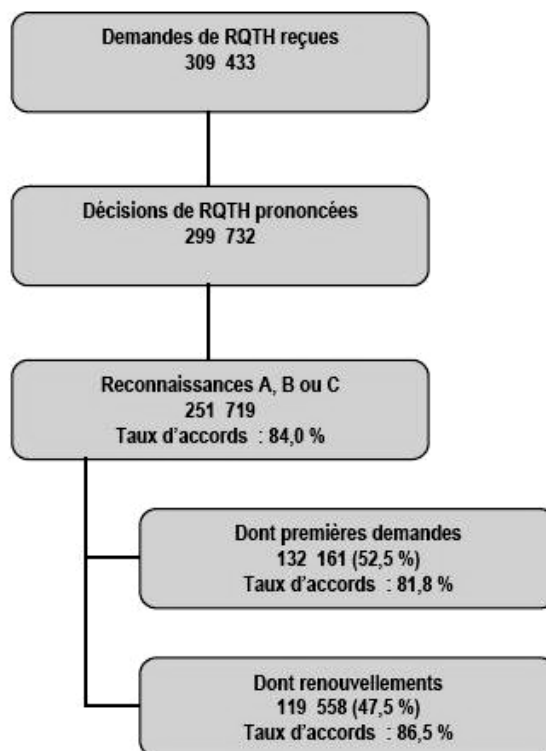 Demandes de RQTH reçues
309 433
Décisions de RQTH prononcées
299 732
Reconnaissances A, B ou C
251 719
Taux d'accords : 84,0 %
Dont premières demandes
132 161 (52,5 %)
Taux d'accords : 81,8 %
Dont renouvellements
119 558 (47,5 %)
Taux d'accords : 86,5 %